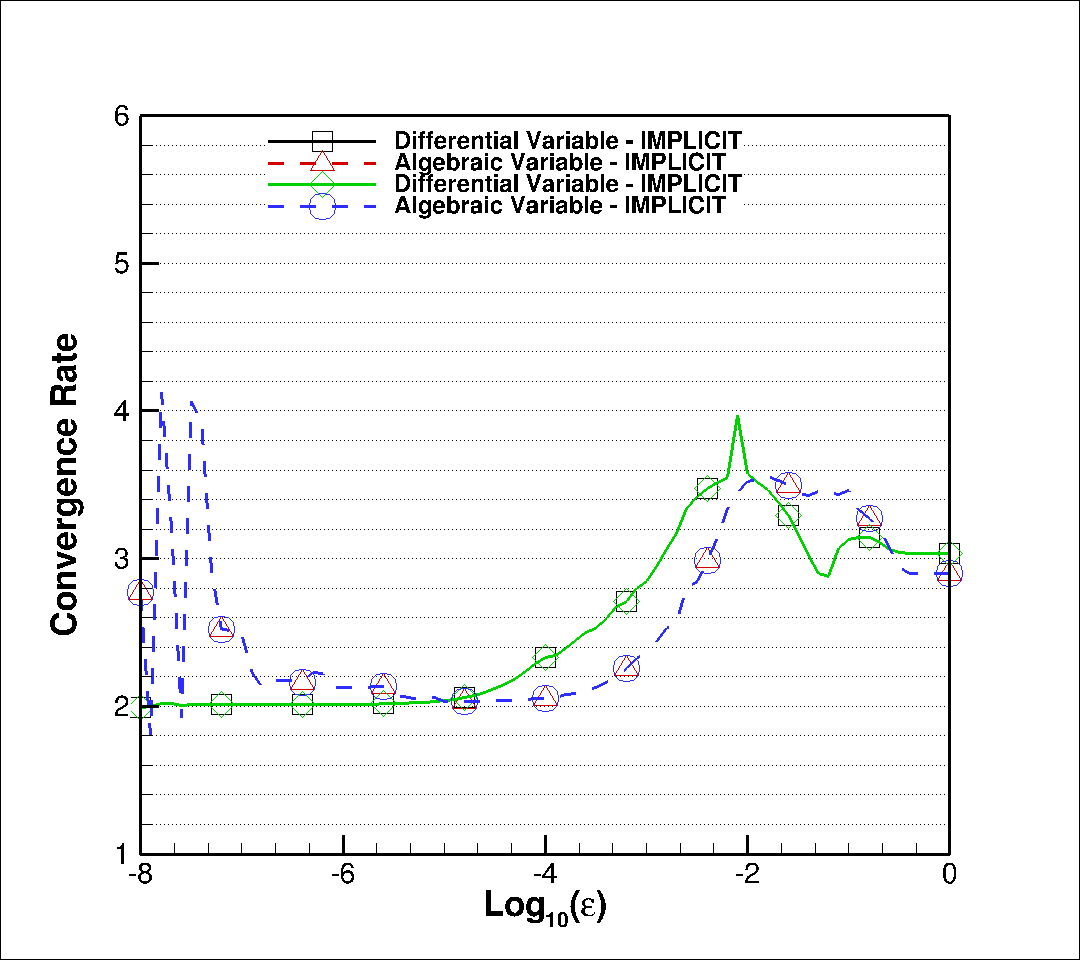 6
Differential Variable - IMPLICIT
Algebraic Variable - IMPLICIT
Differential Variable - IMPLICIT
Algebraic Variable - IMPLICIT
5
4
3
2
1
Convergence Rate
-8
-6
-4
-2
0
Log10(ε)